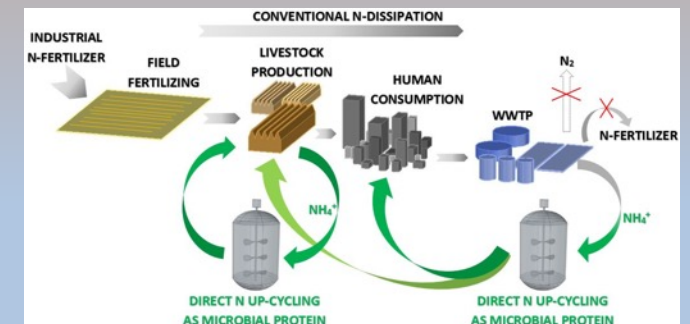 CONVENTIONAL N-DISSIPATION
INDUSTRIAL
N-FERTILIZER
FIELD
FERTILIZING
LIVESTOCK
PRODUCTION
HUMAN
CONSUMPTION
WWTP
N₂
N-FERTILIZER
NH₄⁺
NH₄⁺
DIRECT N UP-CYCLING
AS MICROBIAL PROTEIN
DIRECT N UP-CYCLING
AS MICROBIAL PROTEIN